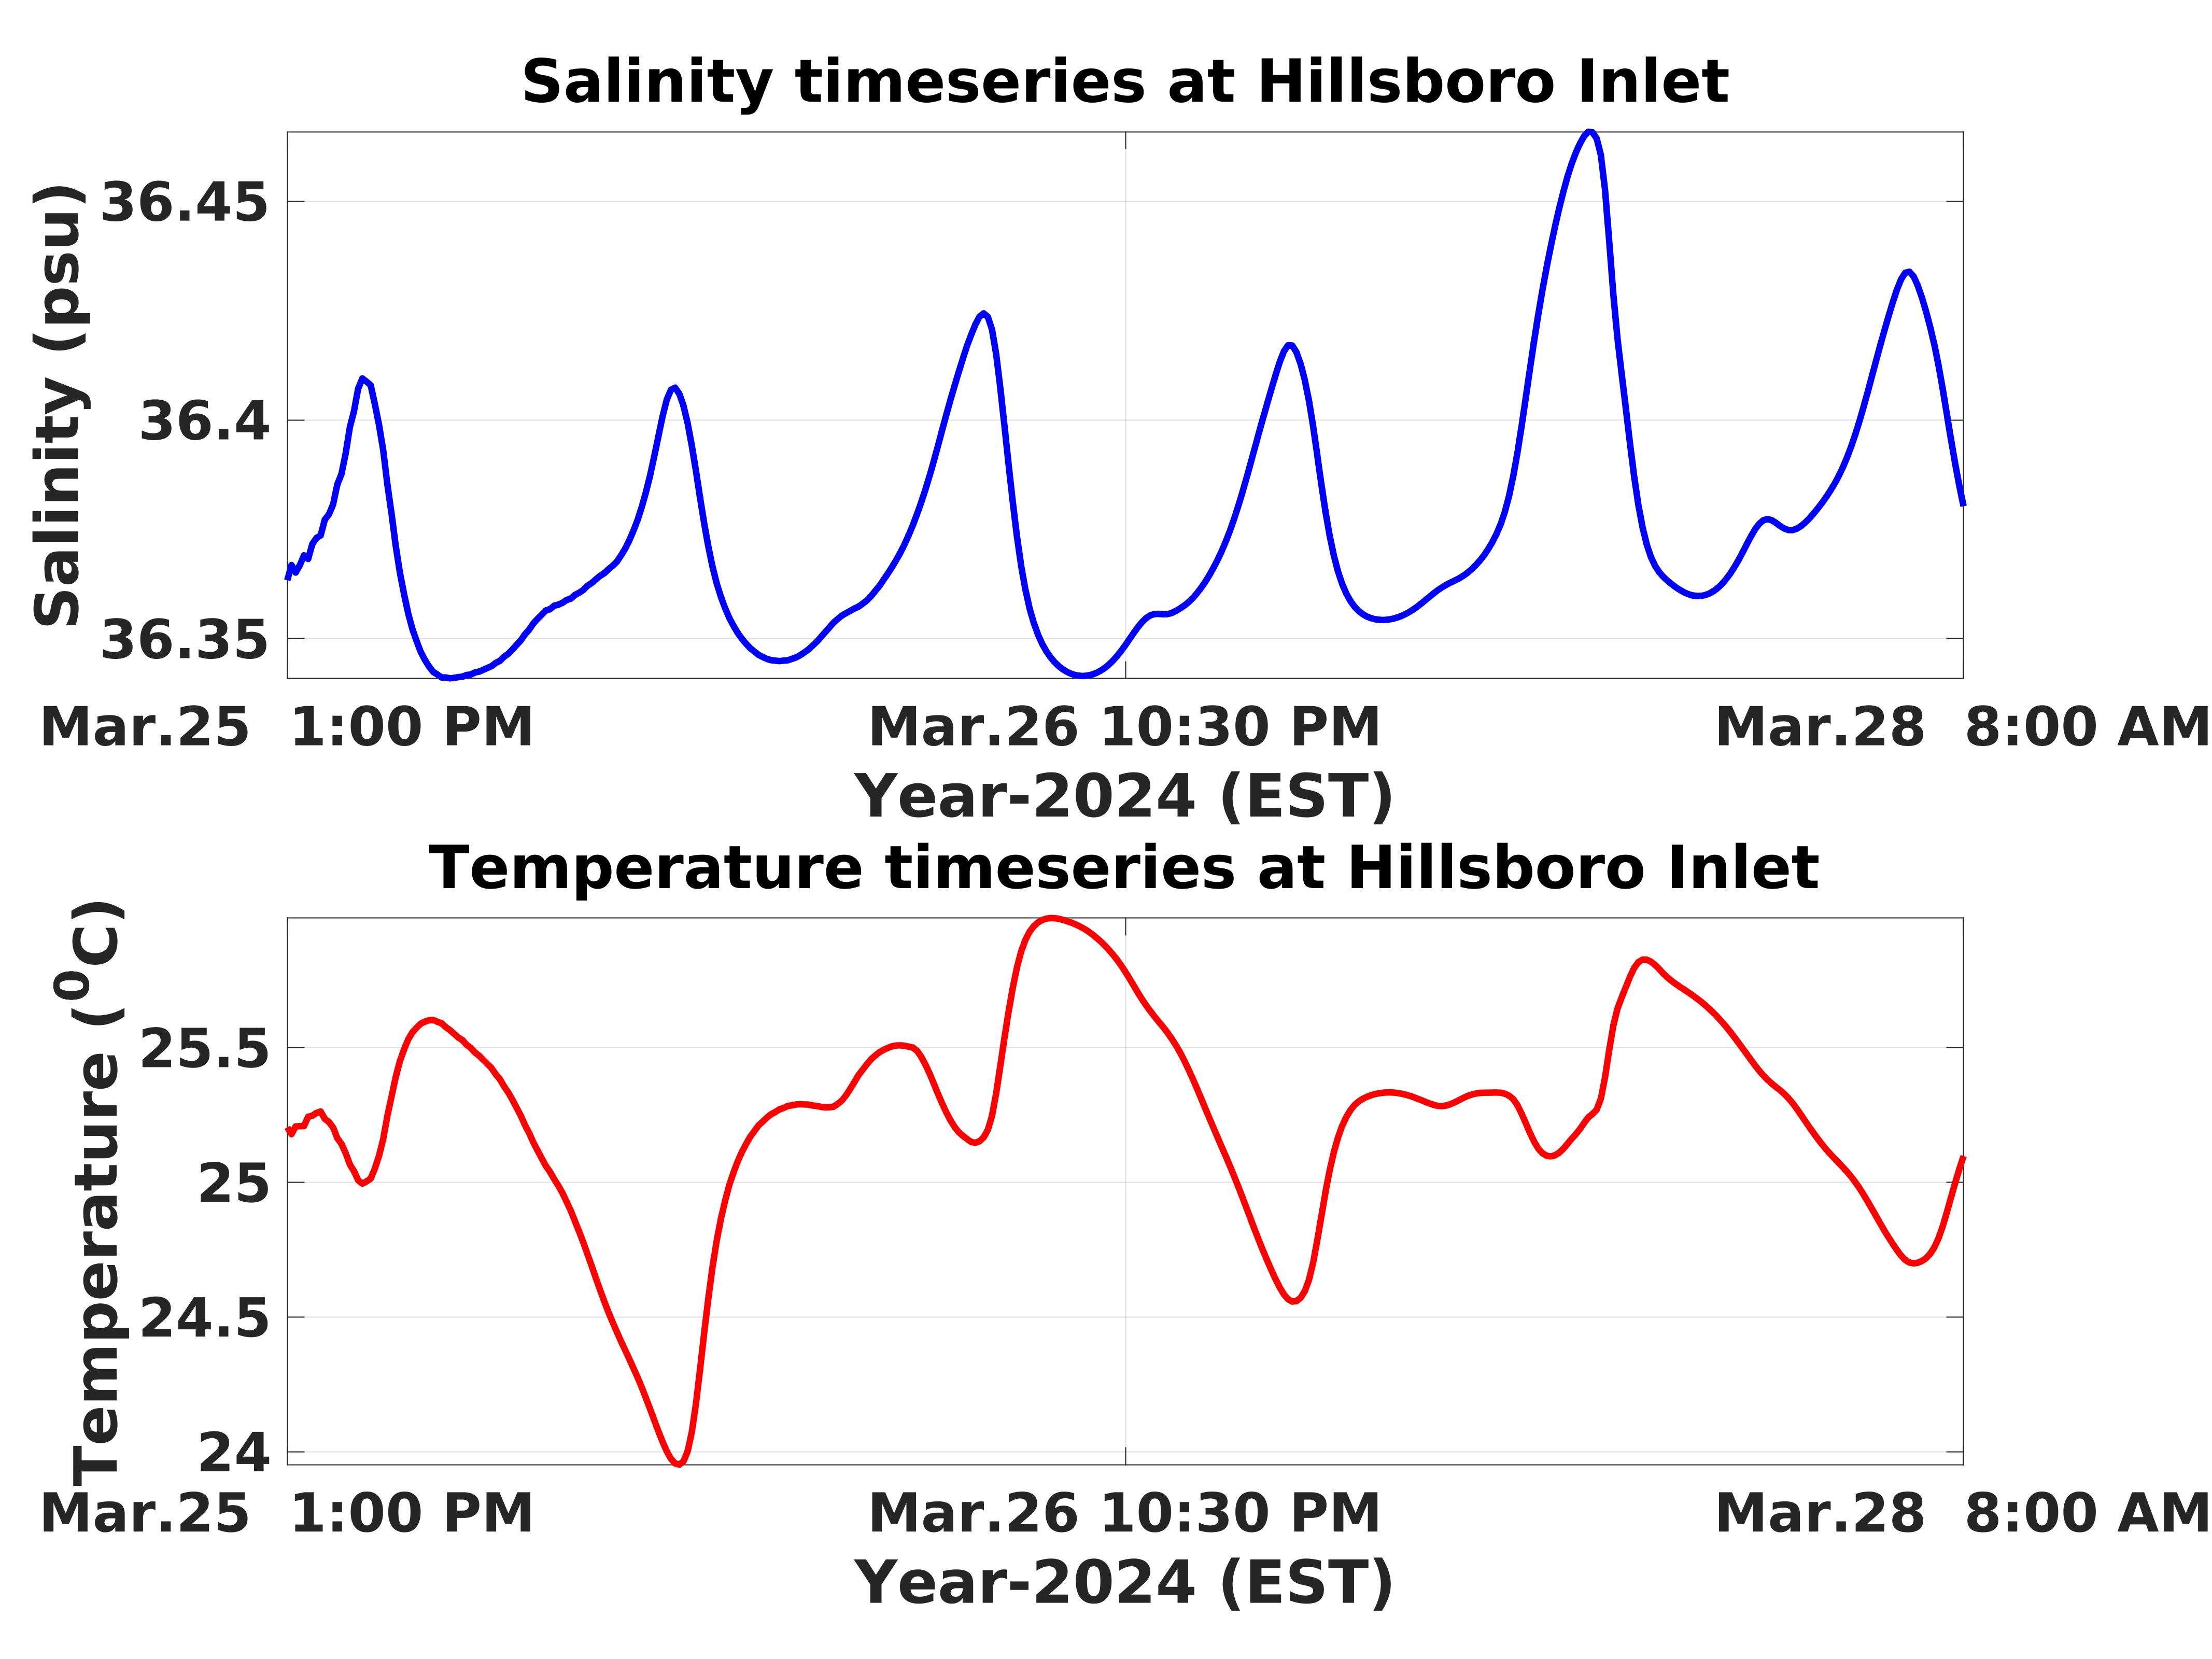 Salinity timeseries at Hillsboro Inlet
Salinity (psu)
36.45
36.4
36.35
Mar.25  1:00 PM
Mar.26 10:30 PM
Mar.28  8:00 AM
Year-2024 (EST)
Temperature timeseries at Hillsboro Inlet
Temperature (⁰C)
25.5
25
24.5
24
Mar.25  1:00 PM
Mar.26 10:30 PM
Mar.28  8:00 AM
Year-2024 (EST)